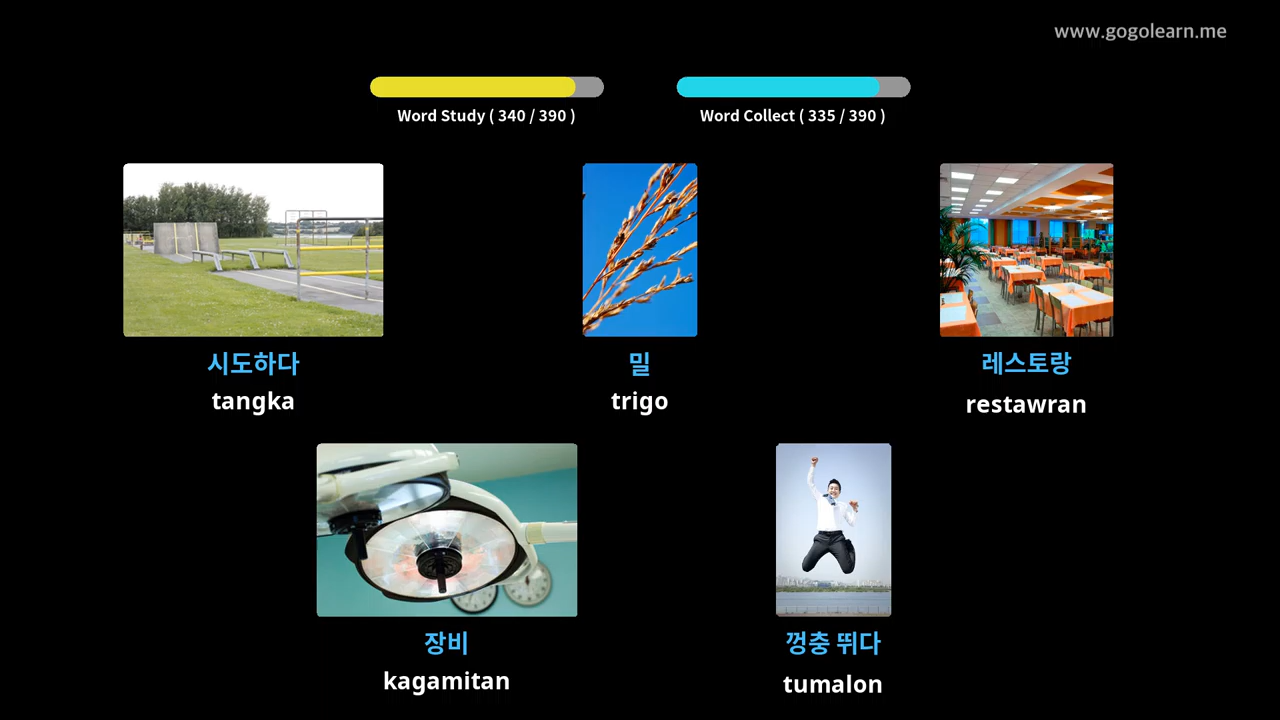 www.gogolearn.me
Word Study ( 340 / 390 )
Word Collect ( 335 / 390 )
시도하다
tangka
밀
trigo
레스토랑
restawran
장비
kagamitan
껑충 뛰다
tumalon